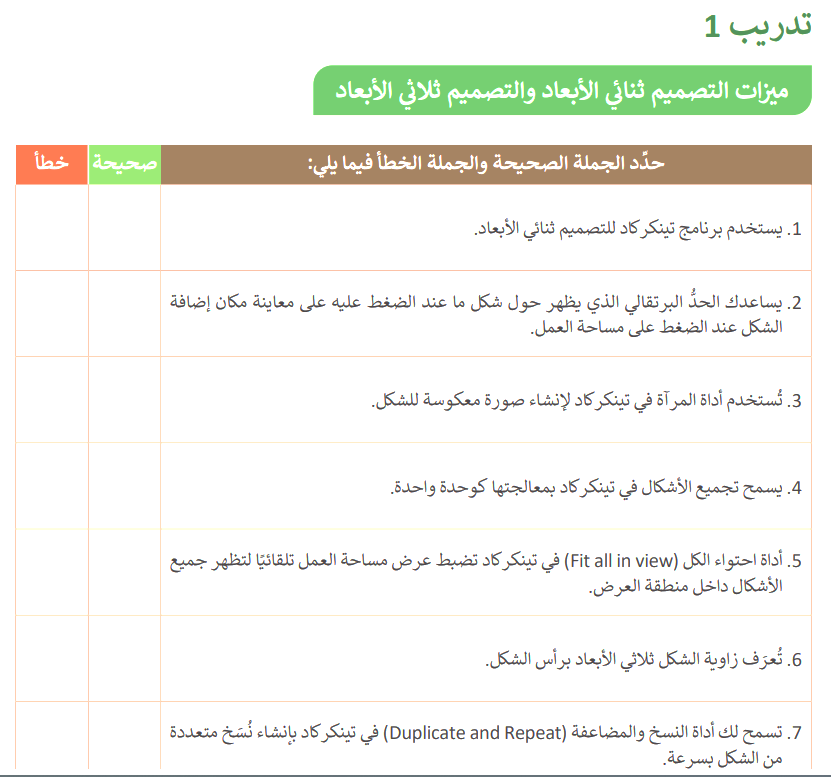 تدريب 1
ميزات التصميم ثنائي الأبعاد والتصميم ثلاثي الأبعاد
حدِّد الجملة الصحيحة والجملة الخطأ فيما يلي: صحيحة خطأ
1. يستخدم برنامج تينكركاد للتصميم ثنائي الأبعاد.
2. يساعدك الحدُّ البرتقالي الذي يظهر حول شكل ما عند الضغط عليه على معاينة مكان إضافة
الشكل عند الضغط على مساحة العمل.
3. تُستخدم أداة المرآة في تينكركاد لإنشاء صورة معكوسة للشكل.
4. يسمح تجميع الأشكال في تينكركاد بمعالجتها كوحدة واحدة.
5. أداة احتواء الكل (Fit all in view) في تينكركاد تضبط عرض مساحة العمل تلقائيًا لتظهر جميع
الأشكال داخل منطقة العرض.
6. تُعرَف زاوية الشكل ثلاثي الأبعاد برأس الشكل.
7. تسمح لك أداة النسخ والمضاعفة (Duplicate and Repeat) في تينكركاد بإنشاء نُسَخ متعددة
من الشكل بسرعة.